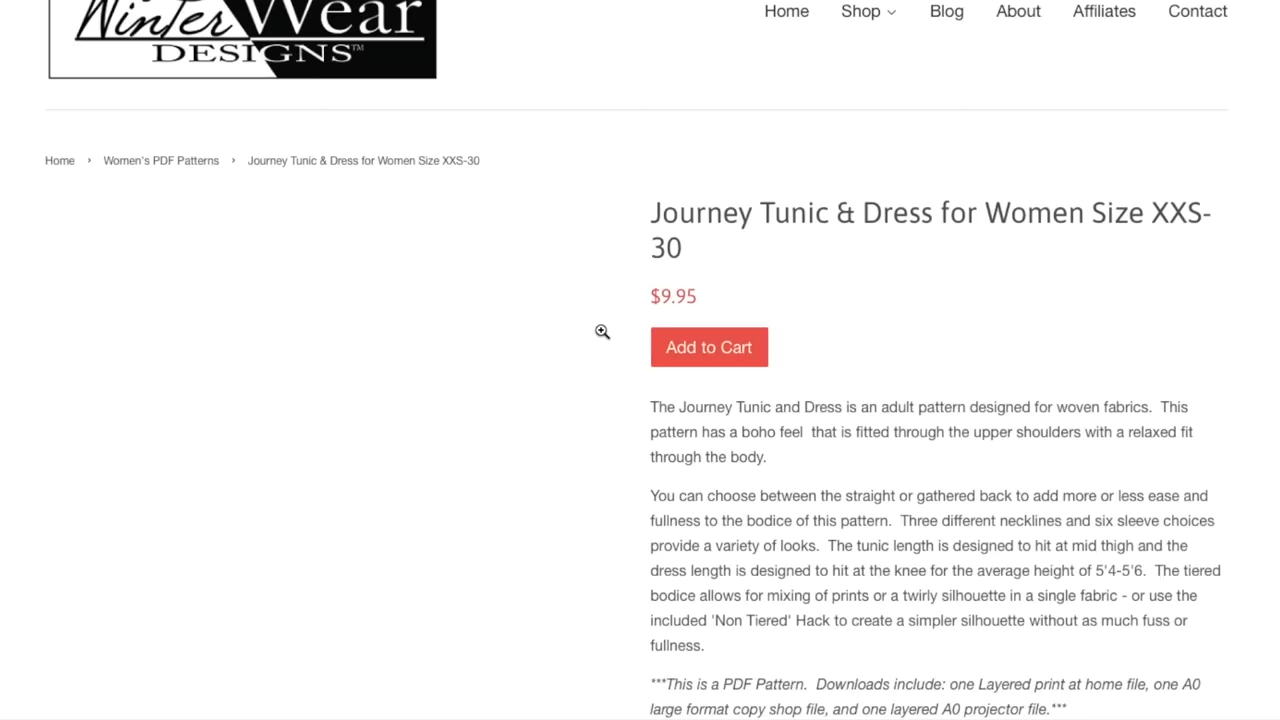 Winter Wear
DESIGNS™
Home Shop Blog About Affiliates Contact
Home › Women's PDF Patterns › Journey Tunic & Dress for Women Size XXS-30
Journey Tunic & Dress for Women Size XXS-
30
$9.95
Add to Cart
The Journey Tunic and Dress is an adult pattern designed for woven fabrics.  This
pattern has a boho feel  that is fitted through the upper shoulders with a relaxed fit
through the body.
You can choose between the straight or gathered back to add more or less ease and
fullness to the bodice of this pattern.  Three different necklines and six sleeve choices
provide a variety of looks.  The tunic length is designed to hit at mid thigh and the
dress length is designed to hit at the knee for the average height of 5'4-5'6.  The tiered
bodice allows for mixing of prints or a twirly silhouette in a single fabric - or use the
included 'Non Tiered' Hack to create a simpler silhouette without as much fuss or
fullness.
***This is a PDF Pattern.  Downloads include: one Layered print at home file, one A0
large format copy shop file, and one layered A0 projector file.***